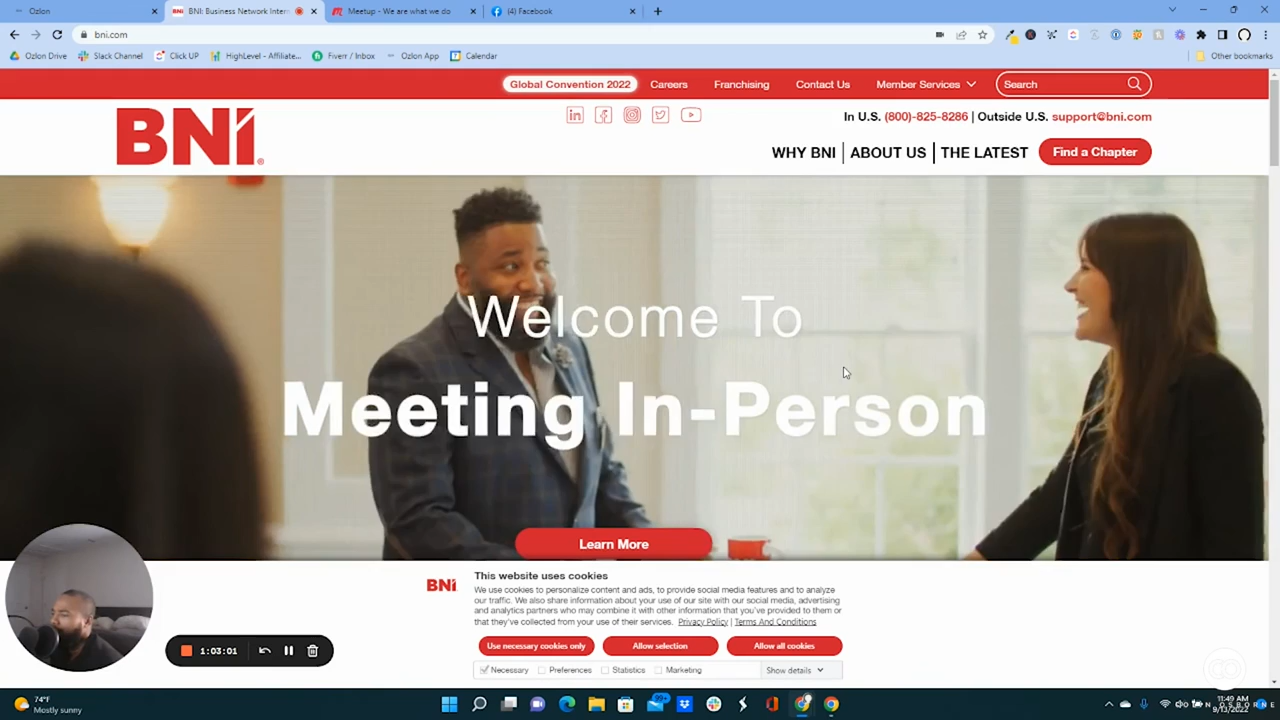 Ozlon
BNI: Business Network Intern
Meetup - We are what we do
(4) Facebook
bni.com
Ozlon Drive
Slack Channel
Click UP
HighLevel - Affiliate...
Fiverr / Inbox
Ozlon App
Calendar
Other bookmarks
Global Convention 2022
Careers
Franchising
Contact Us
Member Services
Search
BNI®
In U.S. (800)-825-8286 | Outside U.S. support@bni.com
WHY BNI
ABOUT US
THE LATEST
Find a Chapter
Welcome To
Meeting In-Person
Learn More
BNI
This website uses cookies
We use cookies to personalize content and ads, to provide social media features and to analyze
our traffic. We also share information about your use of our site with our social media, advertising
and analytics partners who may combine it with other information that you've provided to them or
that they've collected from your use of their services. Privacy Policy | Terms And Conditions
Use necessary cookies only
Allow selection
Allow all cookies
Necessary
Preferences
Statistics
Marketing
Show details
1:03:01
74°F
Mostly sunny
99+
11:49 AM
9/13/2022